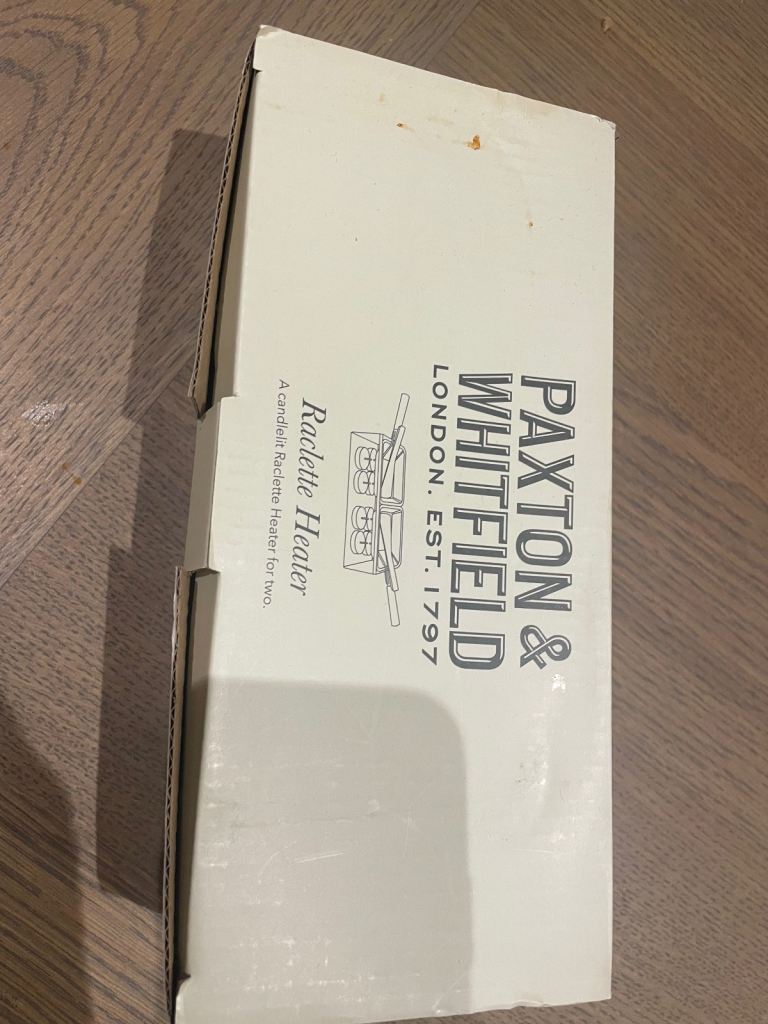 PAXTON &
WHITFIELD
LONDON. EST. 1797
Raclette Heater
A candlelit Raclette Heater for two.